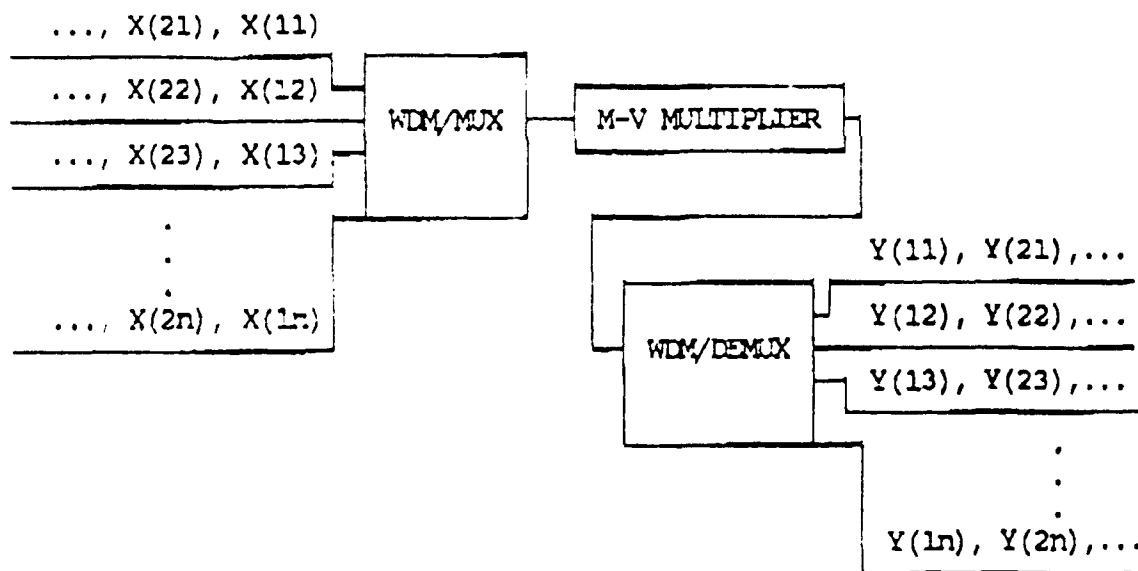 ..., X(21), X(11)
..., X(22), X(12)
..., X(23), X(13)
..., X(2n), X(1n)
WDM/MUX
M-V MULTIPLIER
WDM/DEMUX
Y(11), Y(21),...
Y(12), Y(22),...
Y(13), Y(23),...
Y(1n), Y(2n),...